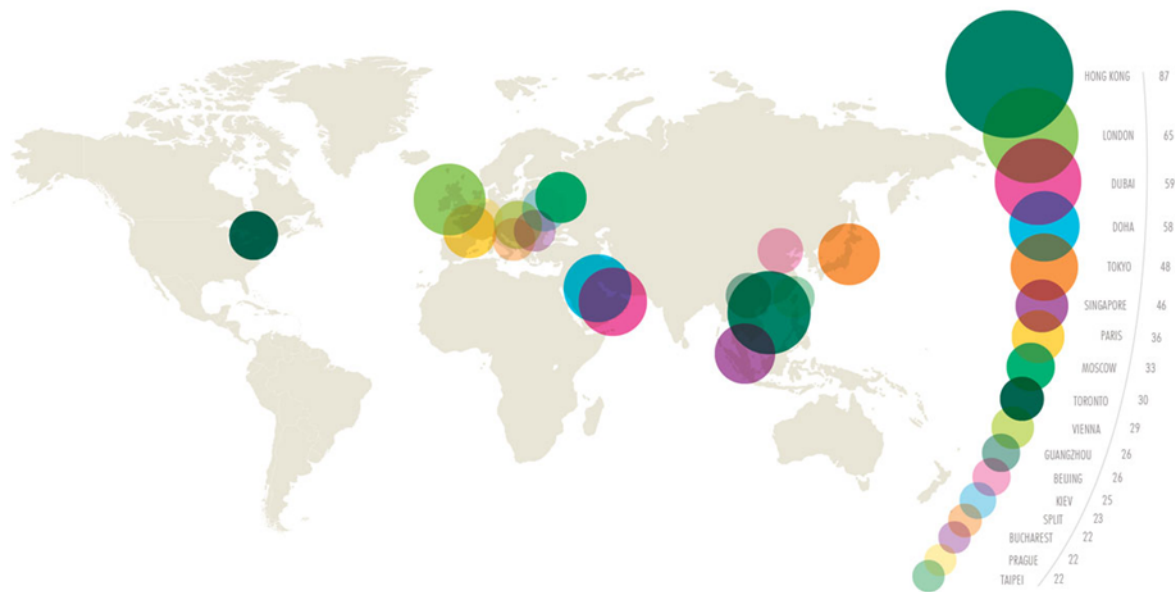 HONG KONG 87
LONDON 65
DUBAI 59
DOHA 58
TOKYO 48
SINGAPORE 46
PARIS 36
MOSCOW 33
TORONTO 30
VIENNA 29
GUANGZHOU 26
BEIJING 26
KIEV 25
SPLIT 23
BUCHAREST 22
PRAGUE 22
TAIPEI 22